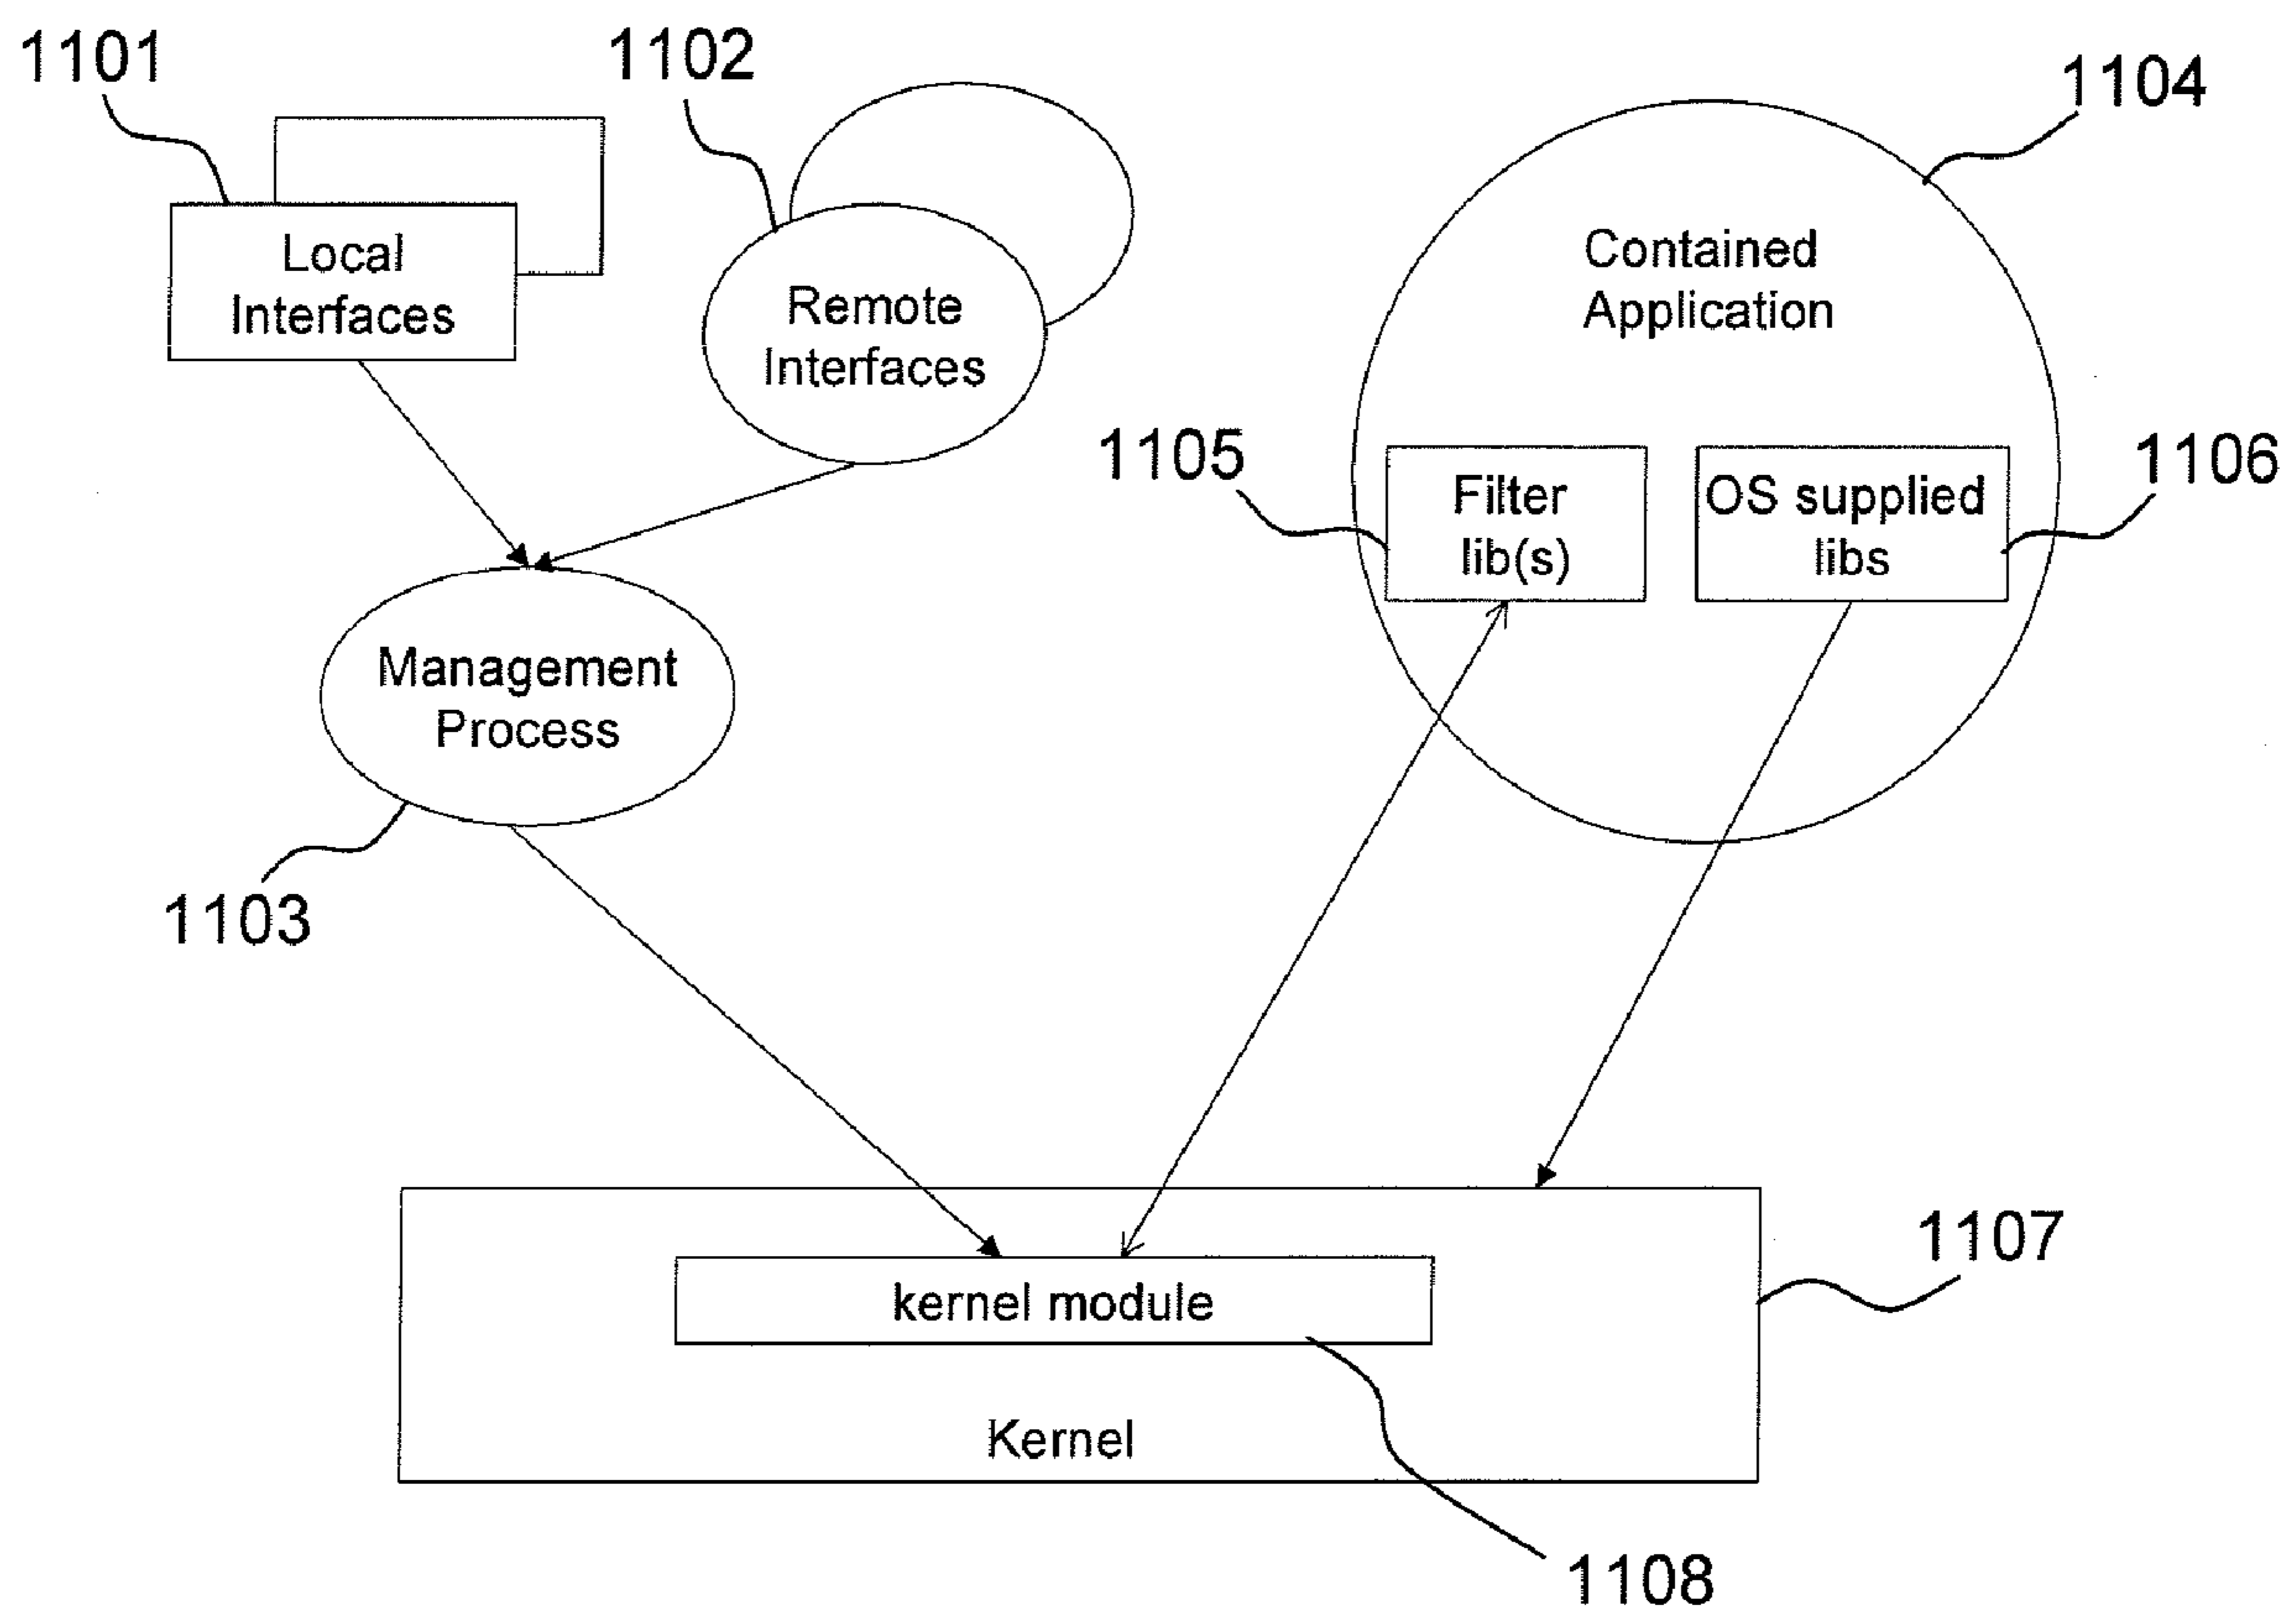 1101
1102
1104
Local
Interfaces
Remote
Interfaces
Contained
Application
1105
Filter
lib(s)
OS supplied
libs
1106
Management
Process
1103
1107
kernel module
Kernel
1108